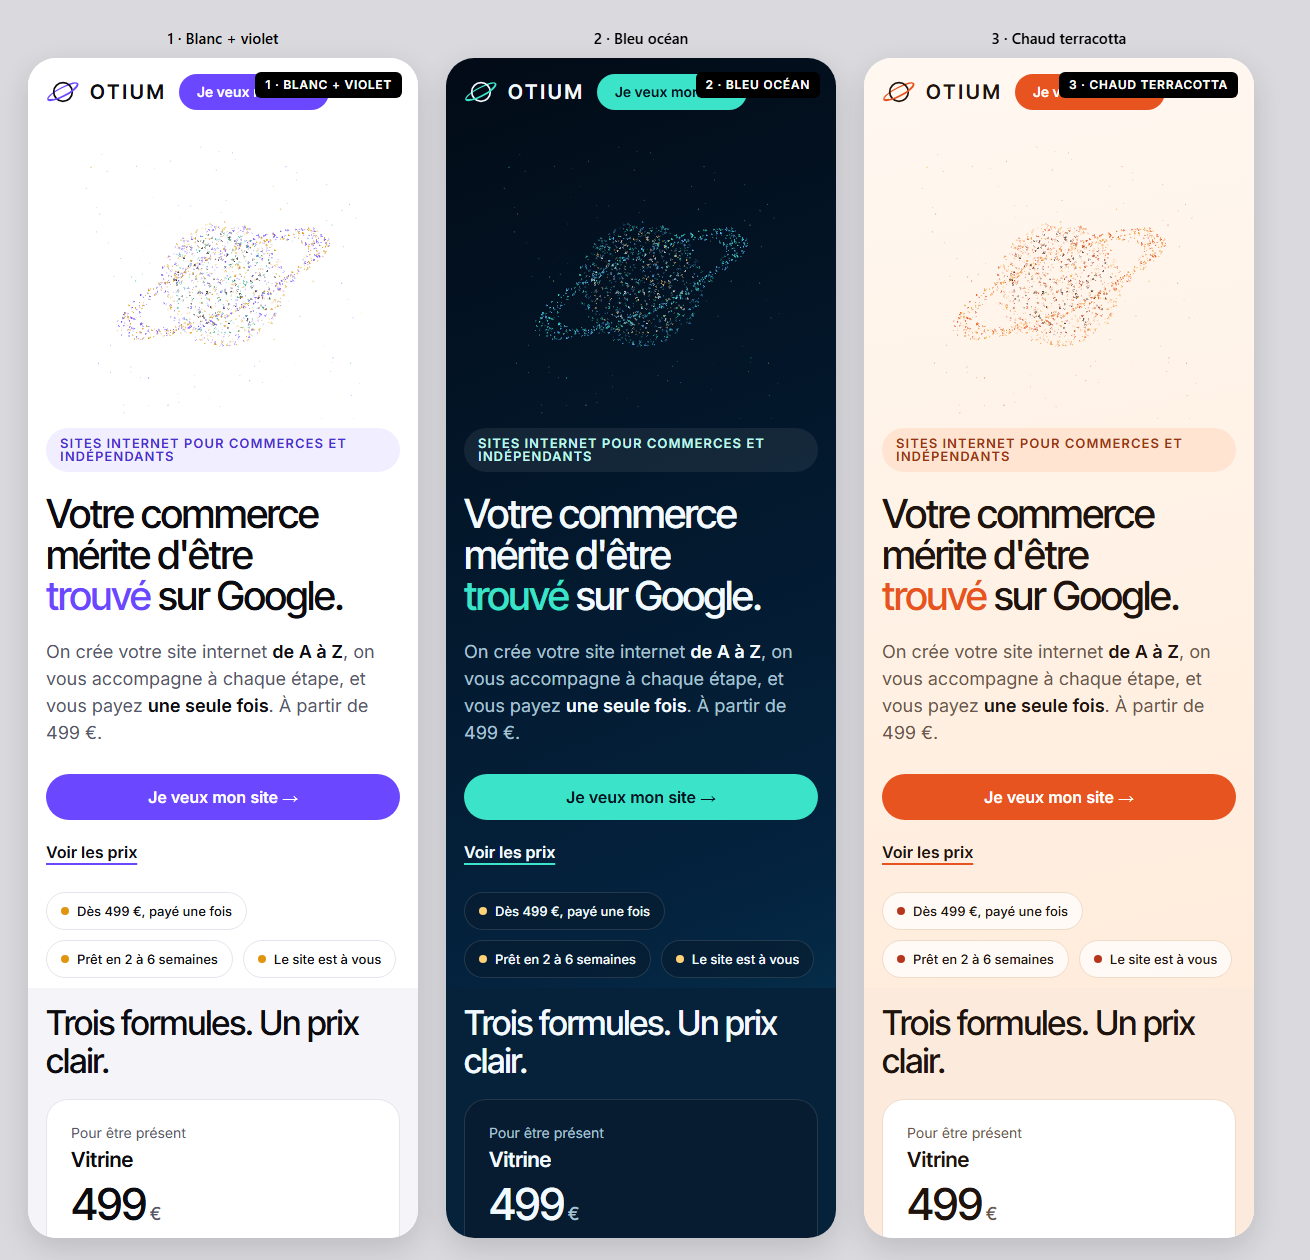 1 · Blanc + violet
OTIUM
Je veux
1 · BLANC + VIOLET
SITES INTERNET POUR COMMERCES ET
INDÉPENDANTS
Votre commerce
mérite d'être
trouvé sur Google.
On crée votre site internet de A à Z, on
vous accompagne à chaque étape, et
vous payez une seule fois. À partir de
499 €.
Je veux mon site →
Voir les prix
Dès 499 €, payé une fois
Prêt en 2 à 6 semaines
Le site est à vous
Trois formules. Un prix
clair.
Pour être présent
Vitrine
499 €
2 · Bleu océan
OTIUM
Je veux mon
2 · BLEU OCÉAN
SITES INTERNET POUR COMMERCES ET
INDÉPENDANTS
Votre commerce
mérite d'être
trouvé sur Google.
On crée votre site internet de A à Z, on
vous accompagne à chaque étape, et
vous payez une seule fois. À partir de
499 €.
Je veux mon site →
Voir les prix
Dès 499 €, payé une fois
Prêt en 2 à 6 semaines
Le site est à vous
Trois formules. Un prix
clair.
Pour être présent
Vitrine
499 €
3 · Chaud terracotta
OTIUM
Je
3 · CHAUD TERRACOTTA
SITES INTERNET POUR COMMERCES ET
INDÉPENDANTS
Votre commerce
mérite d'être
trouvé sur Google.
On crée votre site internet de A à Z, on
vous accompagne à chaque étape, et
vous payez une seule fois. À partir de
499 €.
Je veux mon site →
Voir les prix
Dès 499 €, payé une fois
Prêt en 2 à 6 semaines
Le site est à vous
Trois formules. Un prix
clair.
Pour être présent
Vitrine
499 €